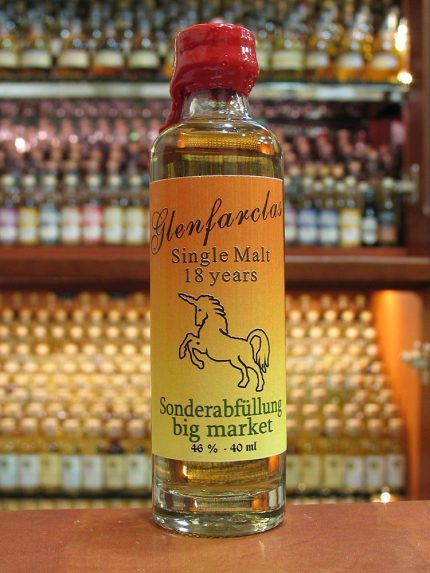 Glenfarclas
Single Malt
18 years
Sonderabfüllung
big market
46 % - 40 ml